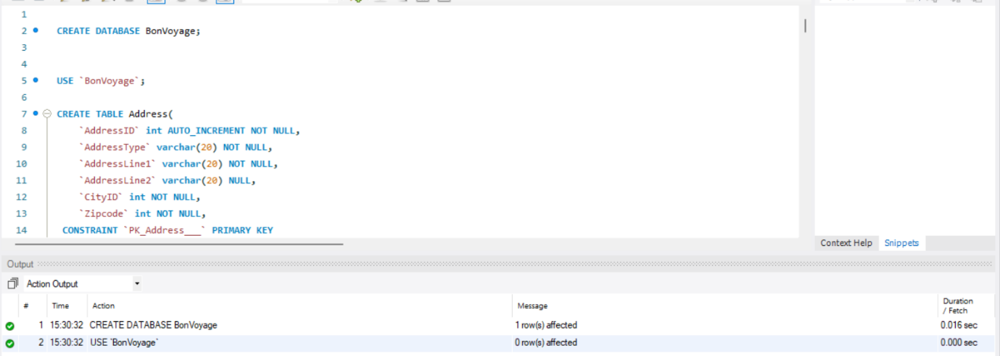 1
2 CREATE DATABASE BonVoyage;
3
4
5 USE `BonVoyage`;
6
7 CREATE TABLE Address(
8 `AddressID` int AUTO_INCREMENT NOT NULL,
9 `AddressType` varchar(20) NOT NULL,
10 `AddressLine1` varchar(20) NOT NULL,
11 `AddressLine2` varchar(20) NULL,
12 `CityID` int NOT NULL,
13 `Zipcode` int NOT NULL,
14 CONSTRAINT `PK_Address___` PRIMARY KEY
Context Help Snippets
Output
Action Output
# Time Action Message Duration / Fetch
1 15:30:32 CREATE DATABASE BonVoyage 1 row(s) affected 0.016 sec
2 15:30:32 USE `BonVoyage` 0 row(s) affected 0.000 sec